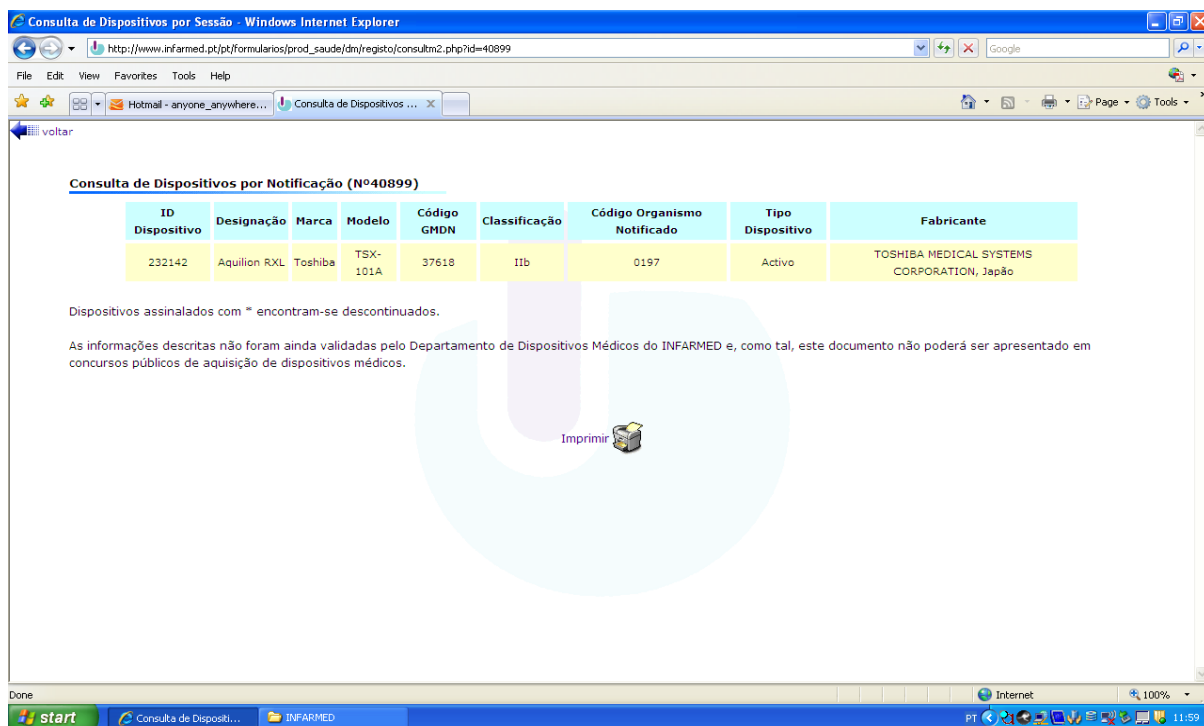 Consulta de Dispositivos por Sessão - Windows Internet Explorer
http://www.infarmed.pt/pt/formularios/prod_saude/dm/registo/consultm2.php?id=40899
Google
File Edit View Favorites Tools Help
Hotmail - anyone_anywhere... Consulta de Dispositivos ... X Page Tools
voltar
Consulta de Dispositivos por Notificação (Nº40899)
ID Dispositivo Designação Marca Modelo Código GMDN Classificação Código Organismo Notificado Tipo Dispositivo Fabricante
232142 Aquilion RXL Toshiba TSX-101A 37618 IIb 0197 Activo TOSHIBA MEDICAL SYSTEMS CORPORATION, Japão
Dispositivos assinalados com * encontram-se descontinuados.
As informações descritas não foram ainda validadas pelo Departamento de Dispositivos Médicos do INFARMED e, como tal, este documento não poderá ser apresentado em
concursos públicos de aquisição de dispositivos médicos.
Imprimir
Done Internet 100%
start Consulta de Dispositi... INFARMED PT 11:59